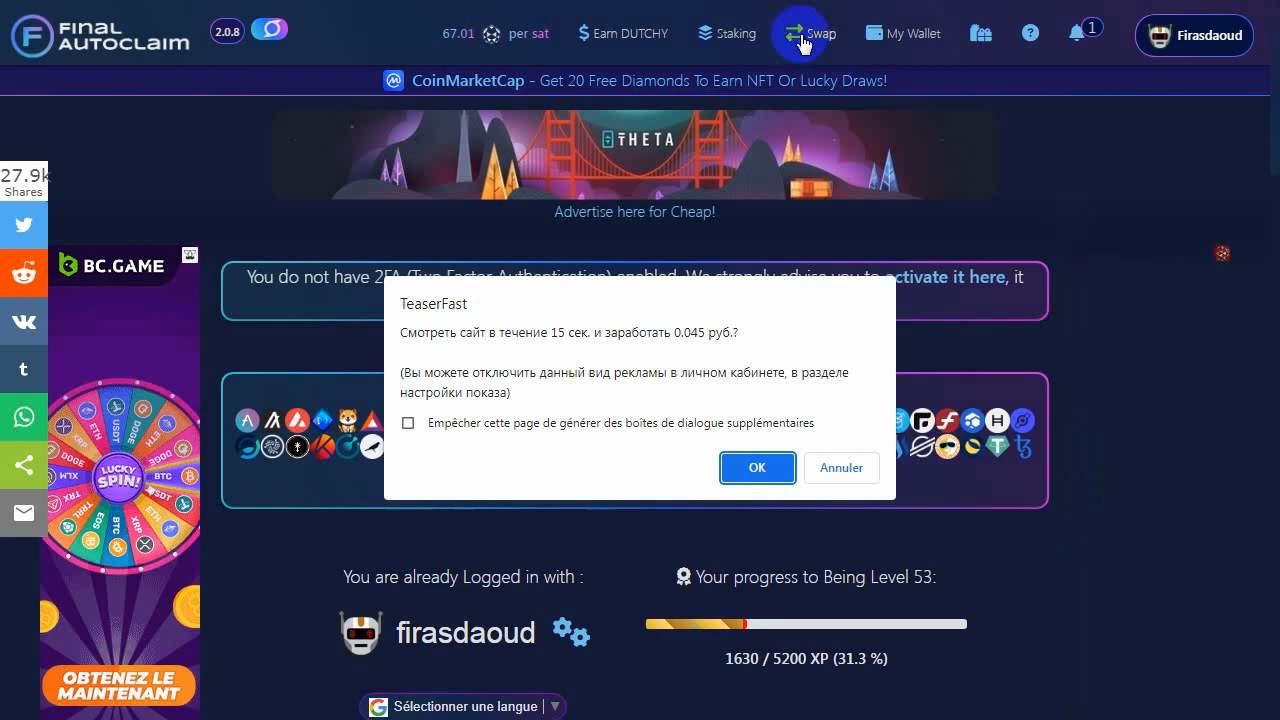 FINAL AUTOCLAIM
2.0.8
67.01 per sat
Earn DUTCHY
Staking
Swap
My Wallet
?
1
Firasdaoud
CoinMarketCap - Get 20 Free Diamonds To Earn NFT Or Lucky Draws!
THETA
Advertise here for Cheap!
27.9k
Shares
BC.GAME
You do not have 2FA (Two Factor Authentication) enabled. We strongly advise you to activate it here, it
TeaserFast
Смотреть сайт в течение 15 сек. и заработать 0.045 руб.?
(Вы можете отключить данный вид рекламы в личном кабинете, в разделе
настройки показа)
Empêcher cette page de générer des boîtes de dialogue supplémentaires
OK
Annuler
LUCKY
SPIN!
USDT
ETH
DOGE
BTC
XRP
EOS
TRX
XLM
OBTENEZ LE
MAINTENANT
You are already Logged in with :
firasdaoud
Your progress to Being Level 53:
1630 / 5200 XP (31.3 %)
Sélectionner une langue